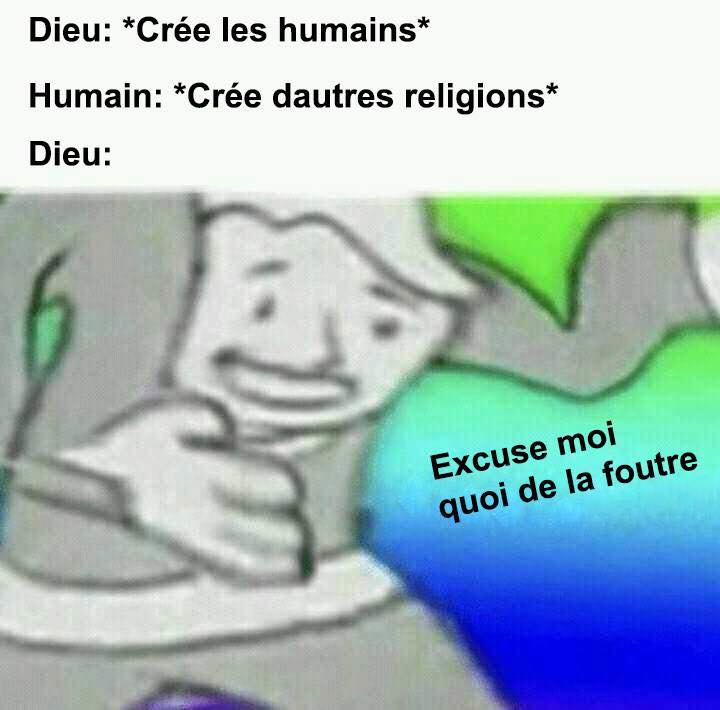 Dieu: *Crée les humains*
Humain: *Crée dautres religions*
Dieu:
Excuse moi
quoi de la foutre